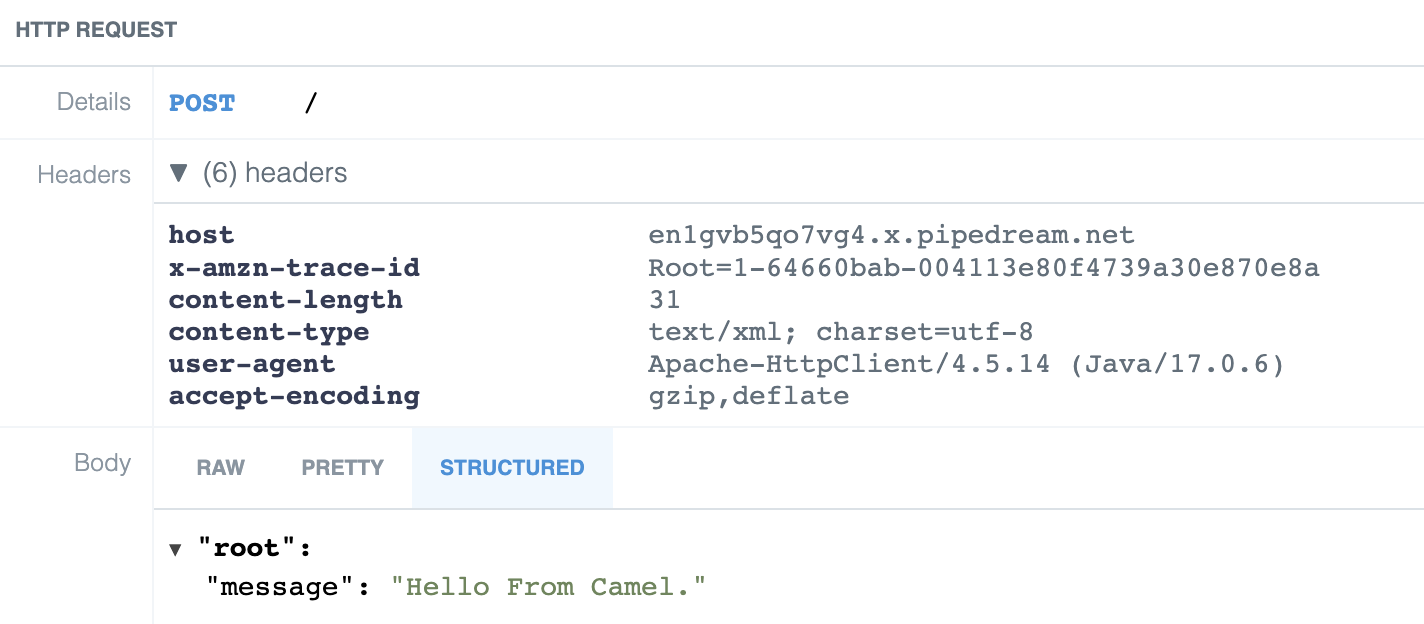 HTTP REQUEST
Details POST /
Headers ▼ (6) headers
host en1gvb5qo7vg4.x.pipedream.net
x-amzn-trace-id Root=1-64660bab-004113e80f4739a30e870e8a
content-length 31
content-type text/xml; charset=utf-8
user-agent Apache-HttpClient/4.5.14 (Java/17.0.6)
accept-encoding gzip,deflate
Body RAW PRETTY STRUCTURED
▼ "root":
"message": "Hello From Camel."